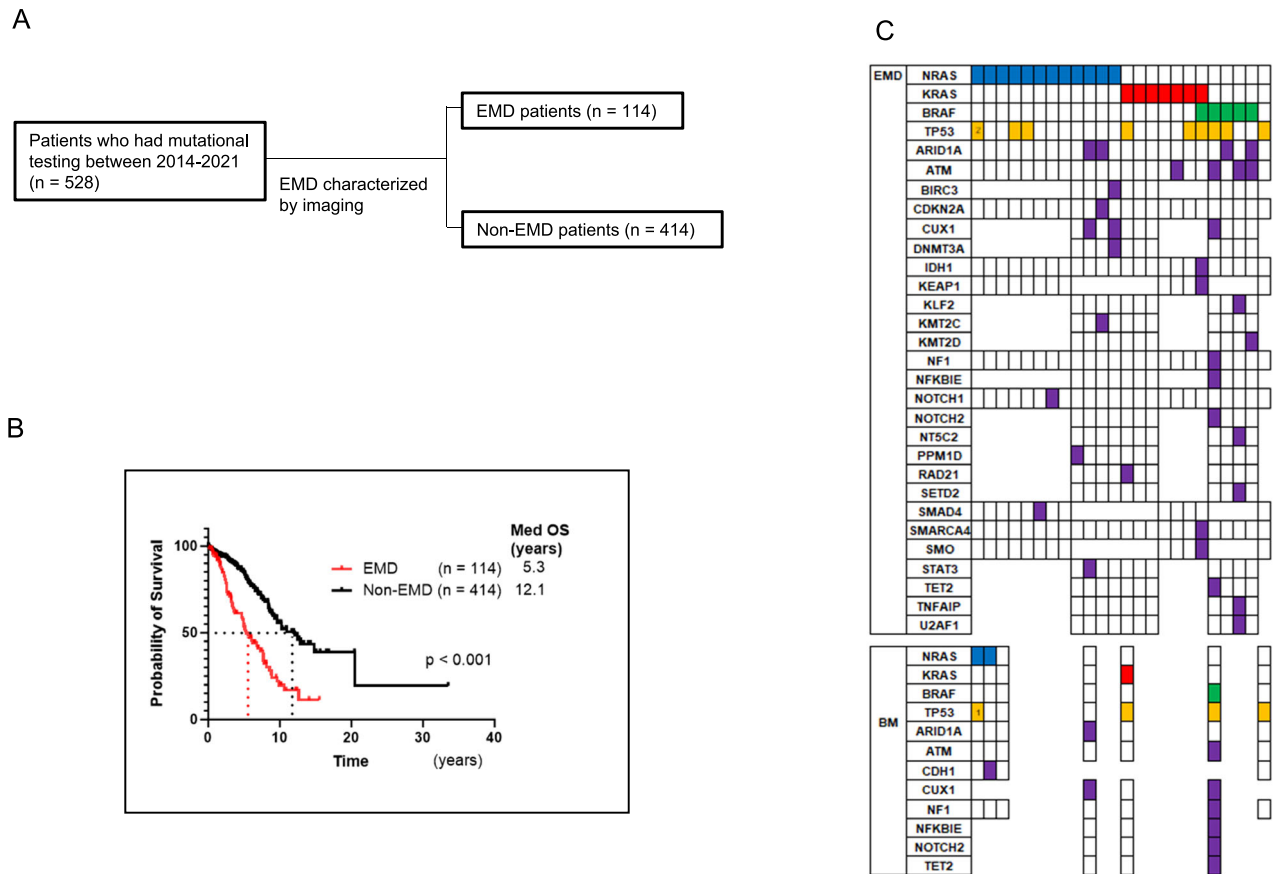 A
Patients who had mutational
testing between 2014-2021
(n = 528)
EMD characterized
by imaging
EMD patients (n = 114)
Non-EMD patients (n = 414)
B
Med OS
(years)
EMD (n = 114) 5.3
Non-EMD (n = 414) 12.1
p < 0.001
Probability of Survival
100
50
0
0 10 20 30 40
Time (years)
C
EMD
NRAS
KRAS
BRAF
TP53 2
ARID1A
ATM
BIRC3
CDKN2A
CUX1
DNMT3A
IDH1
KEAP1
KLF2
KMT2C
KMT2D
NF1
NFKBIE
NOTCH1
NOTCH2
NT5C2
PPM1D
RAD21
SETD2
SMAD4
SMARCA4
SMO
STAT3
TET2
TNFAIP
U2AF1
BM
NRAS
KRAS
BRAF
TP53 1
ARID1A
ATM
CDH1
CUX1
NF1
NFKBIE
NOTCH2
TET2